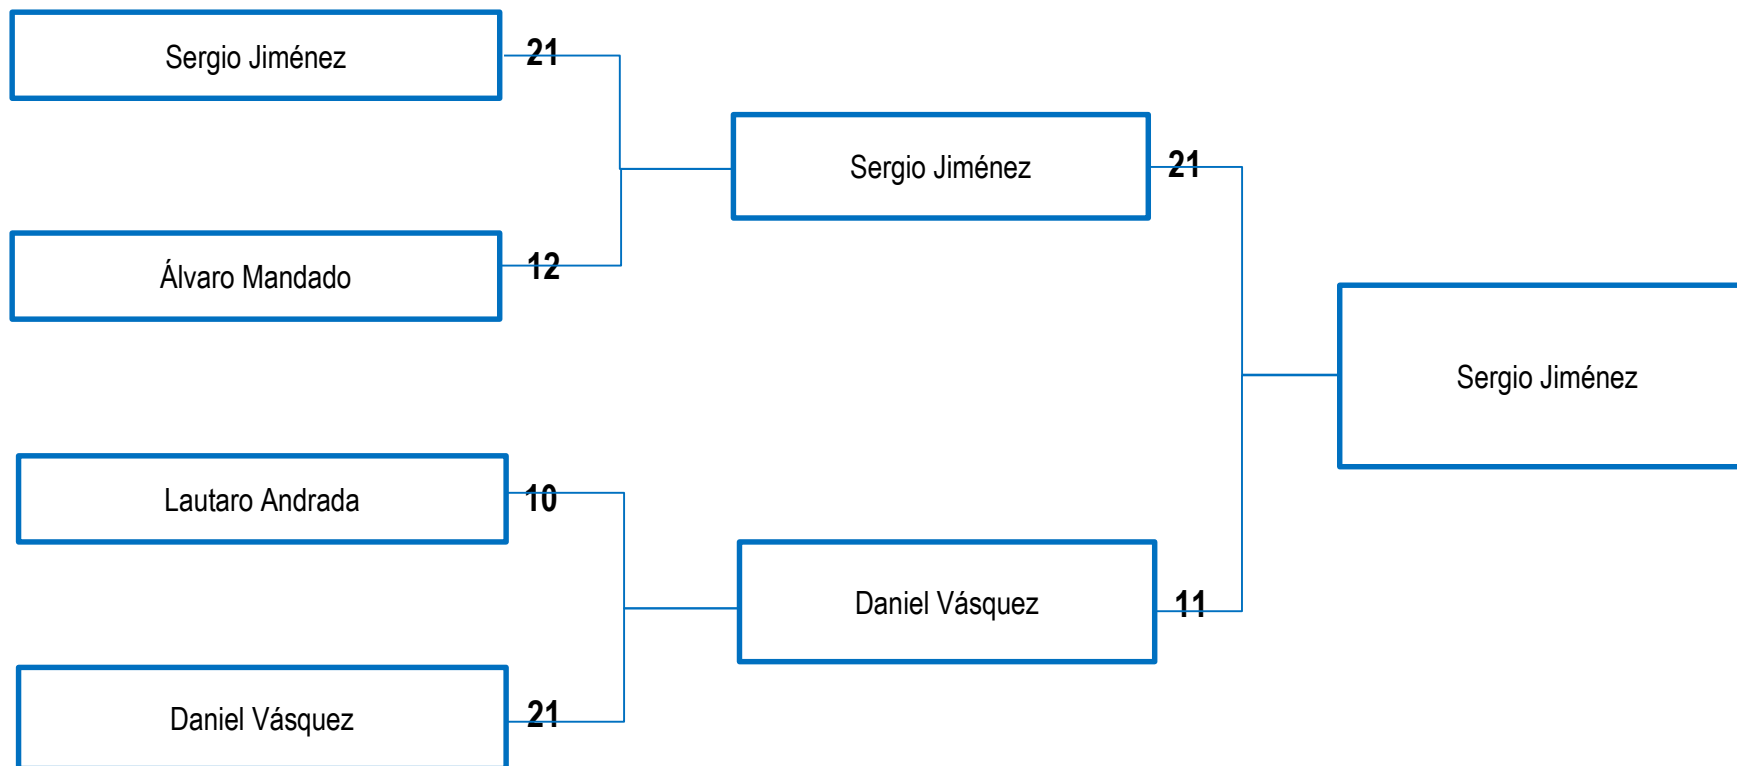 Sergio Jiménez
21
Álvaro Mandado
12
Lautaro Andrada
10
Daniel Vásquez
21
Sergio Jiménez
21
Daniel Vásquez
11
Sergio Jiménez